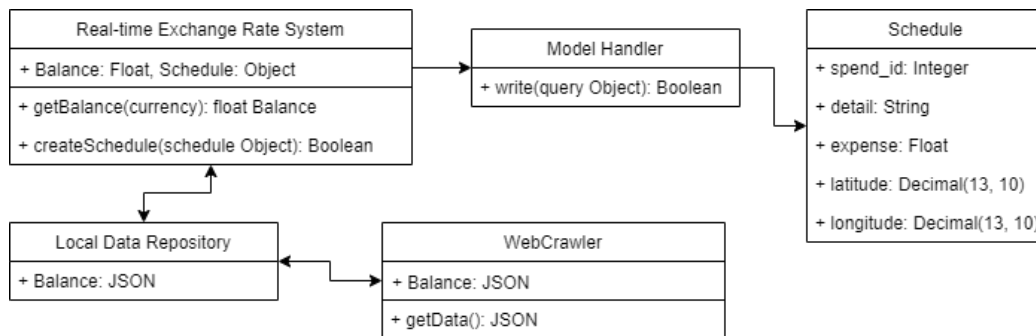 Real-time Exchange Rate System
+ Balance: Float, Schedule: Object
+ getBalance(currency): float Balance
+ createSchedule(schedule Object): Boolean
Model Handler
+ write(query Object): Boolean
Schedule
+ spend_id: Integer
+ detail: String
+ expense: Float
+ latitude: Decimal(13, 10)
+ longitude: Decimal(13, 10)
Local Data Repository
+ Balance: JSON
WebCrawler
+ Balance: JSON
+ getData(): JSON